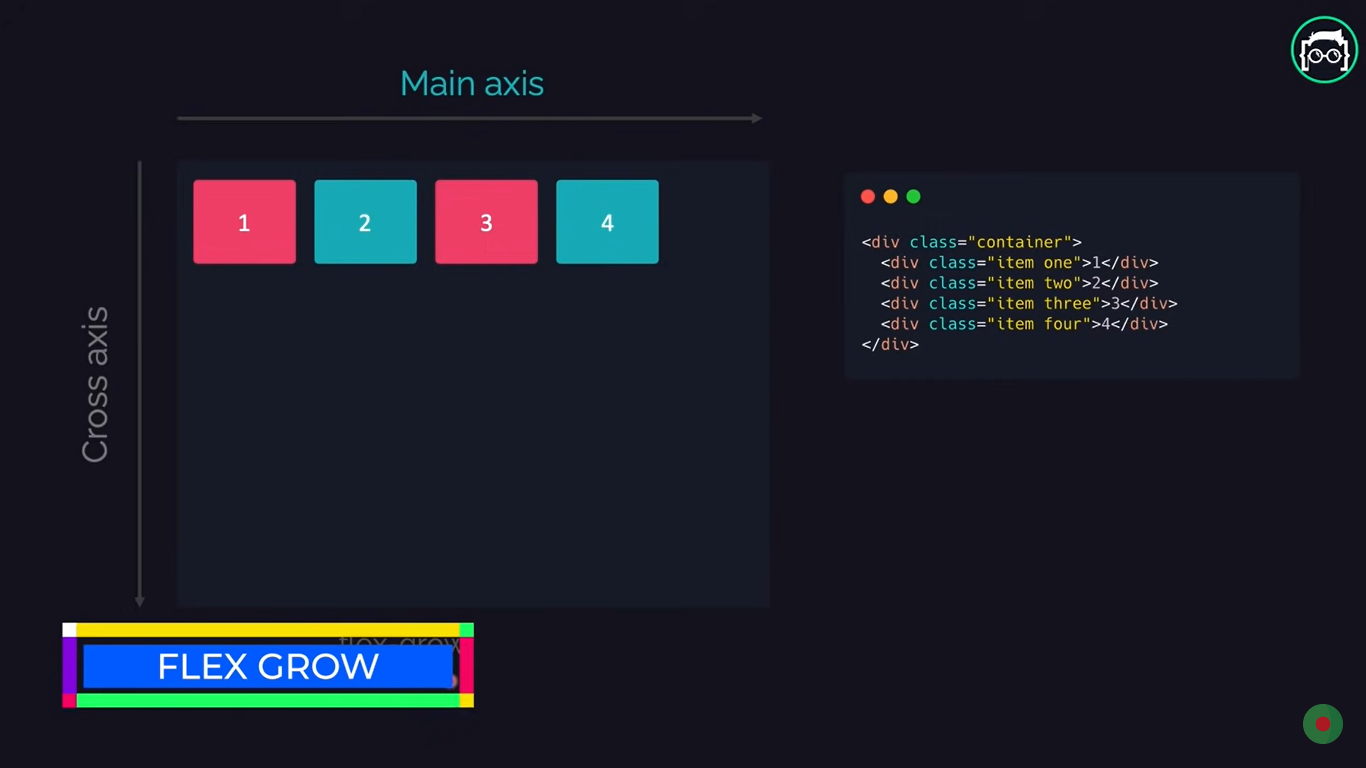 Main axis
Cross axis
1
2
3
4
<div class="container">
<div class="item one">1</div>
<div class="item two">2</div>
<div class="item three">3</div>
<div class="item four">4</div>
</div>
flex-grow
FLEX GROW